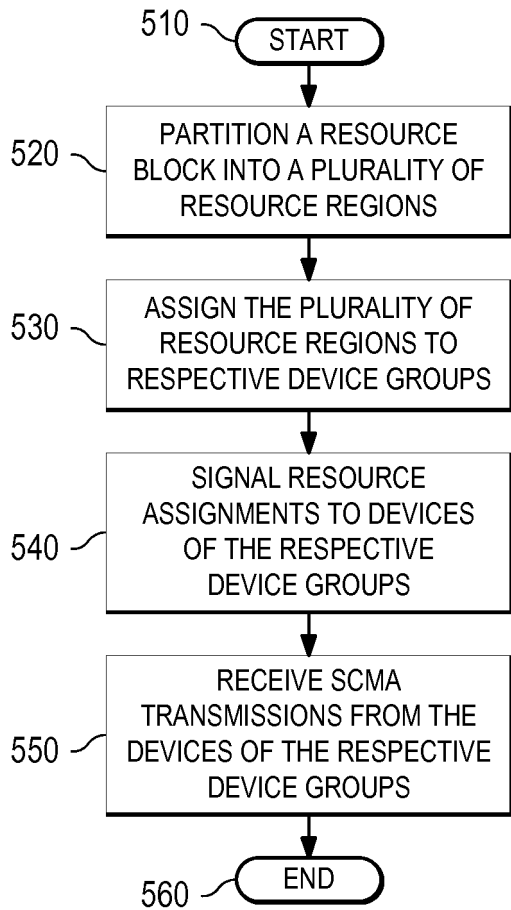 510
START
520
PARTITION A RESOURCE
BLOCK INTO A PLURALITY OF
RESOURCE REGIONS
530
ASSIGN THE PLURALITY OF
RESOURCE REGIONS TO
RESPECTIVE DEVICE GROUPS
540
SIGNAL RESOURCE
ASSIGNMENTS TO DEVICES
OF THE RESPECTIVE
DEVICE GROUPS
550
RECEIVE SCMA
TRANSMISSIONS FROM THE
DEVICES OF THE RESPECTIVE
DEVICE GROUPS
560
END